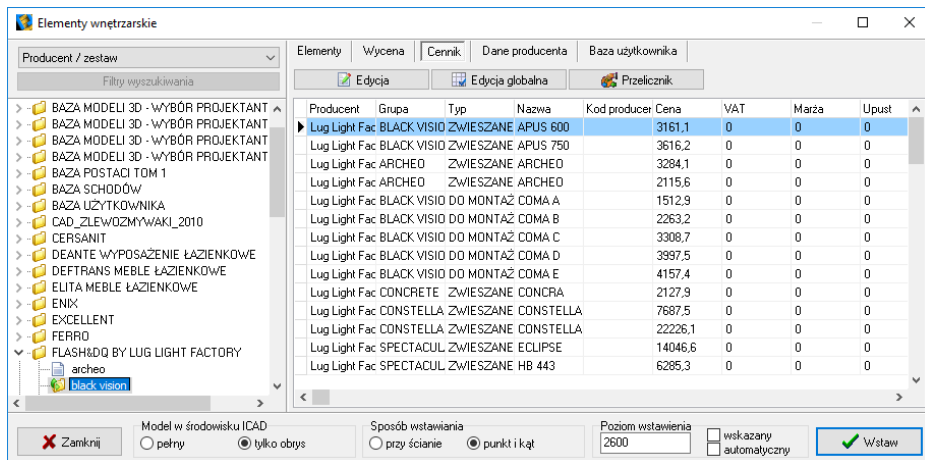 Elementy wnętrzarskie
Producent / zestaw
Filtry wyszukiwania
BAZA MODELI 3D - WYBÓR PROJEKTANT
BAZA MODELI 3D - WYBÓR PROJEKTANT
BAZA MODELI 3D - WYBÓR PROJEKTANT
BAZA MODELI 3D - WYBÓR PROJEKTANT
BAZA POSTACI TOM 1
BAZA SCHODÓW
BAZA UŻYTKOWNIKA
CAD_ZLEWOZMYWAKI_2010
CERSANIT
DEANTE WYPOSAŻENIE ŁAZIENKOWE
DEFTRANS MEBLE ŁAZIENKOWE
ELITA MEBLE ŁAZIENKOWE
ENIX
EXCELLENT
FERRO
FLASH&DQ BY LUG LIGHT FACTORY
archeo
black vision
Elementy Wycena Cennik Dane producenta Baza użytkownika
Edycja Edycja globalna Przelicznik
Producent Grupa Typ Nazwa Kod producer Cena VAT Marża Upust
Lug Light Fac BLACK VISIO ZWIESZANE APUS 600 3161,1 0 0 0
Lug Light Fac BLACK VISIO ZWIESZANE APUS 750 3616,2 0 0 0
Lug Light Fac ARCHEO ZWIESZANE ARCHEO 3284,1 0 0 0
Lug Light Fac ARCHEO ZWIESZANE ARCHEO 2115,6 0 0 0
Lug Light Fac BLACK VISIO DO MONTAŻ COMA A 1512,9 0 0 0
Lug Light Fac BLACK VISIO DO MONTAŻ COMA B 2263,2 0 0 0
Lug Light Fac BLACK VISIO DO MONTAŻ COMA C 3308,7 0 0 0
Lug Light Fac BLACK VISIO DO MONTAŻ COMA D 3997,5 0 0 0
Lug Light Fac BLACK VISIO DO MONTAŻ COMA E 4157,4 0 0 0
Lug Light Fac CONCRETE ZWIESZANE CONCRA 2127,9 0 0 0
Lug Light Fac CONSTELLA ZWIESZANE CONSTELLA 7687,5 0 0 0
Lug Light Fac CONSTELLA ZWIESZANE CONSTELLA 22226,1 0 0 0
Lug Light Fac SPECTACUL ZWIESZANE ECLIPSE 14046,6 0 0 0
Lug Light Fac SPECTACUL ZWIESZANE HB 443 6285,3 0 0 0
Zamknij
Model w środowisku ICAD
pełny tylko obrys
Sposób wstawiania
przy ścianie punkt i kąt
Poziom wstawienia
2600
wskazany
automatyczny
Wstaw